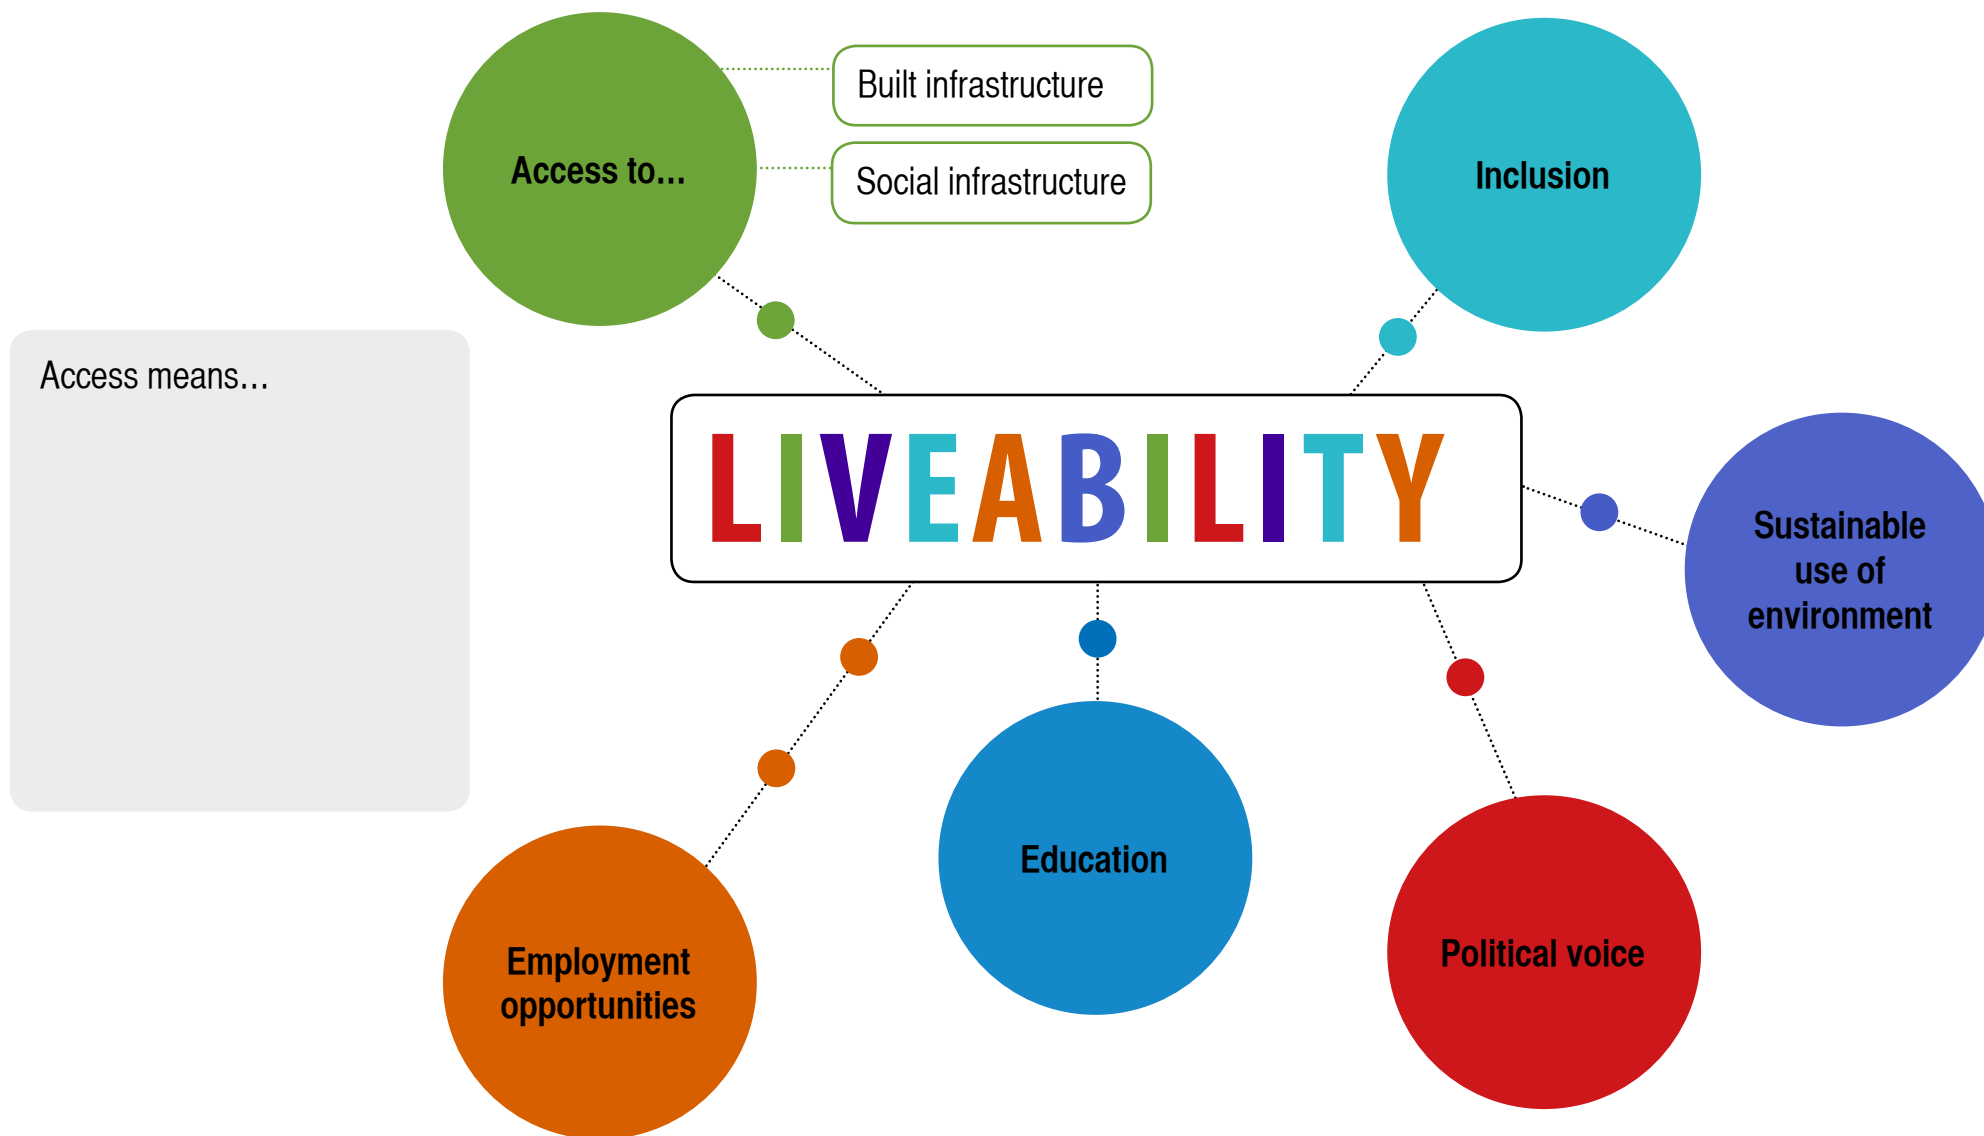 Built infrastructure
Access to...
Social infrastructure
Inclusion
Access means...
LIVEABILITY
Sustainable
use of
environment
Education
Employment
opportunities
Political voice